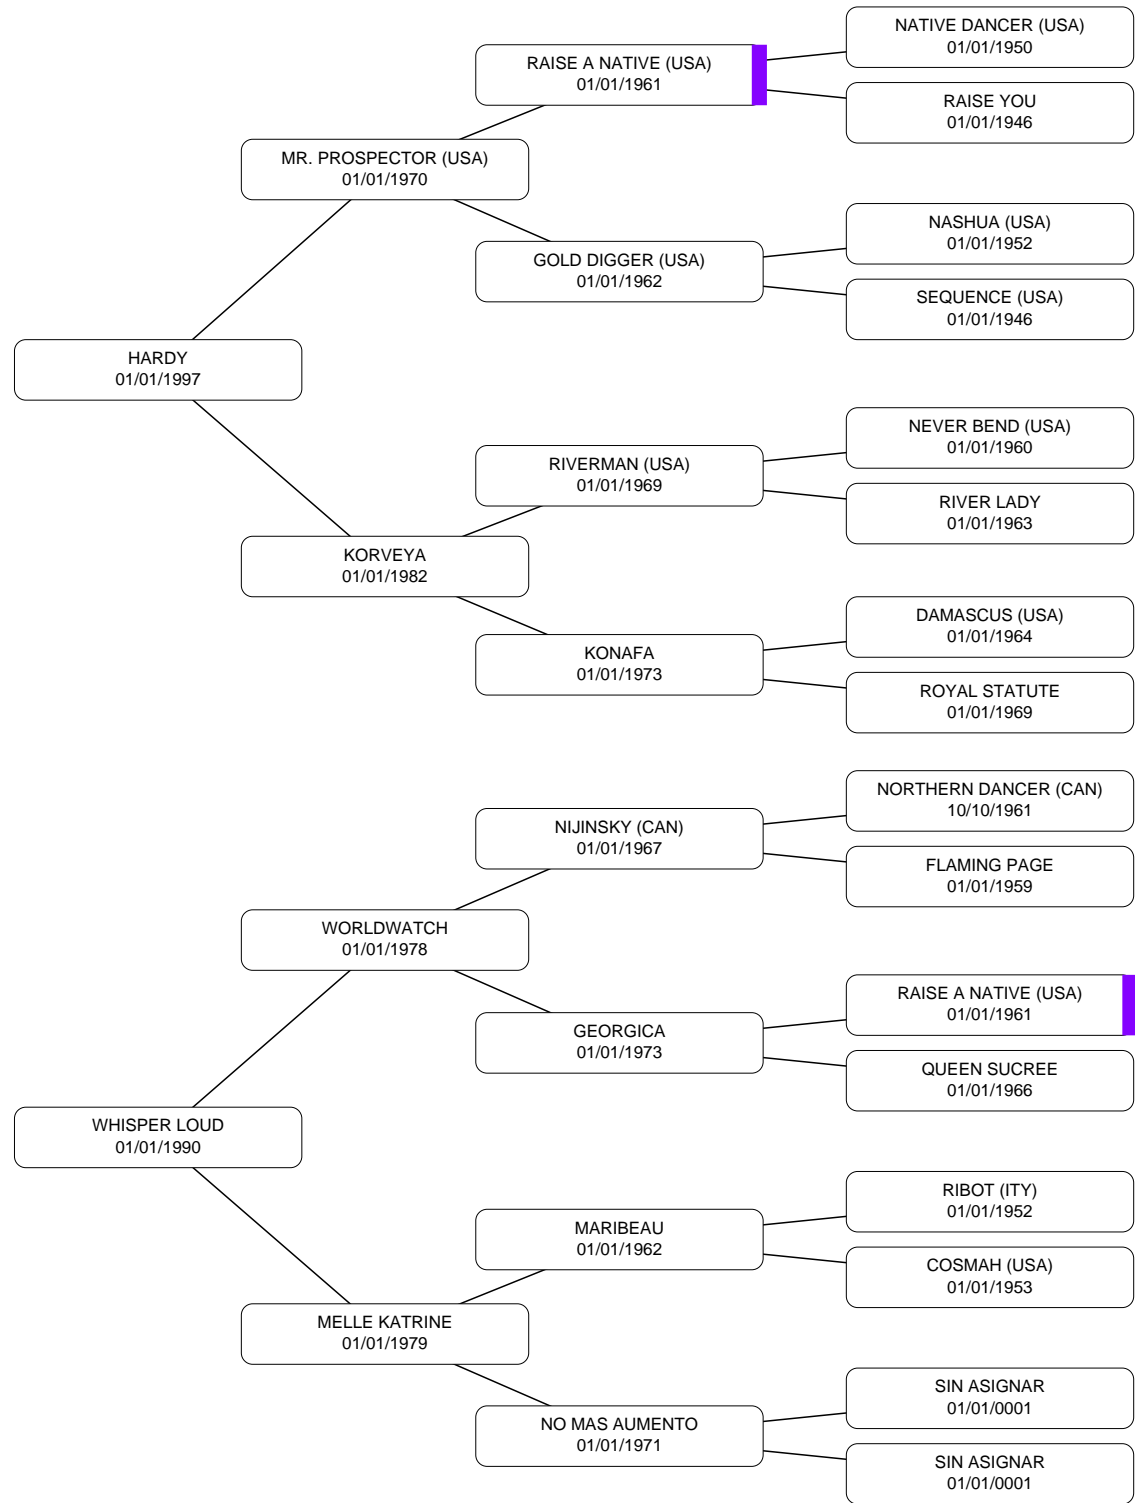 NATIVE DANCER (USA)
01/01/1950
RAISE A NATIVE (USA)
01/01/1961
RAISE YOU
01/01/1946
MR. PROSPECTOR (USA)
01/01/1970
NASHUA (USA)
01/01/1952
GOLD DIGGER (USA)
01/01/1962
SEQUENCE (USA)
01/01/1946
HARDY
01/01/1997
NEVER BEND (USA)
01/01/1960
RIVERMAN (USA)
01/01/1969
RIVER LADY
01/01/1963
KORVEYA
01/01/1982
DAMASCUS (USA)
01/01/1964
KONAFA
01/01/1973
ROYAL STATUTE
01/01/1969
NORTHERN DANCER (CAN)
10/10/1961
NIJINSKY (CAN)
01/01/1967
FLAMING PAGE
01/01/1959
WORLDWATCH
01/01/1978
RAISE A NATIVE (USA)
01/01/1961
GEORGICA
01/01/1973
QUEEN SUCREE
01/01/1966
WHISPER LOUD
01/01/1990
RIBOT (ITY)
01/01/1952
MARIBEAU
01/01/1962
COSMAH (USA)
01/01/1953
MELLE KATRINE
01/01/1979
SIN ASIGNAR
01/01/0001
NO MAS AUMENTO
01/01/1971
SIN ASIGNAR
01/01/0001